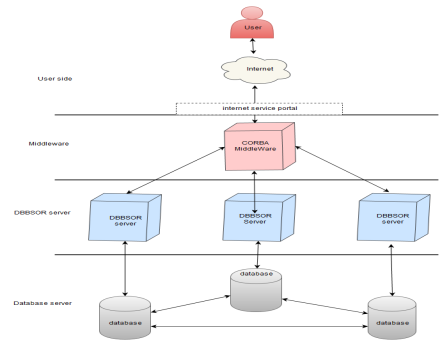 User
Internet
User side
internet service portal
Middleware
CORBA
MiddleWare
DBBSOR server
DBBSOR
server
DBBSOR
Server
DBBSOR
server
database
Database server
database
database